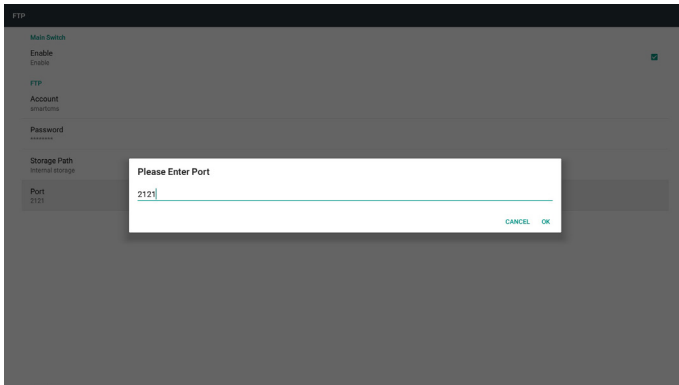 FTP
Main Switch
Enable
Enable
FTP
Account
smartcms
Password
********
Storage Path
Internal storage
Port
2121
Please Enter Port
2121
CANCEL OK